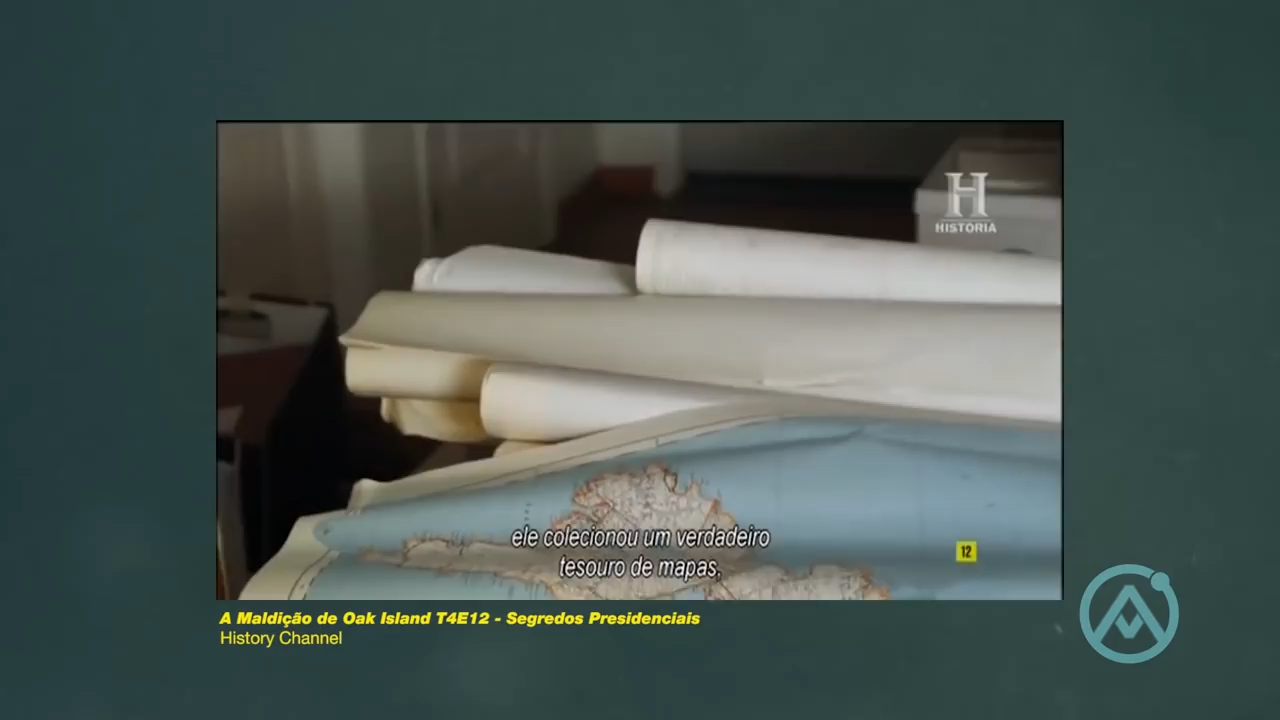 H
HISTORIA
ele colecionou um verdadeiro
tesouro de mapas,
12
A Maldição de Oak Island T4E12 - Segredos Presidenciais
History Channel